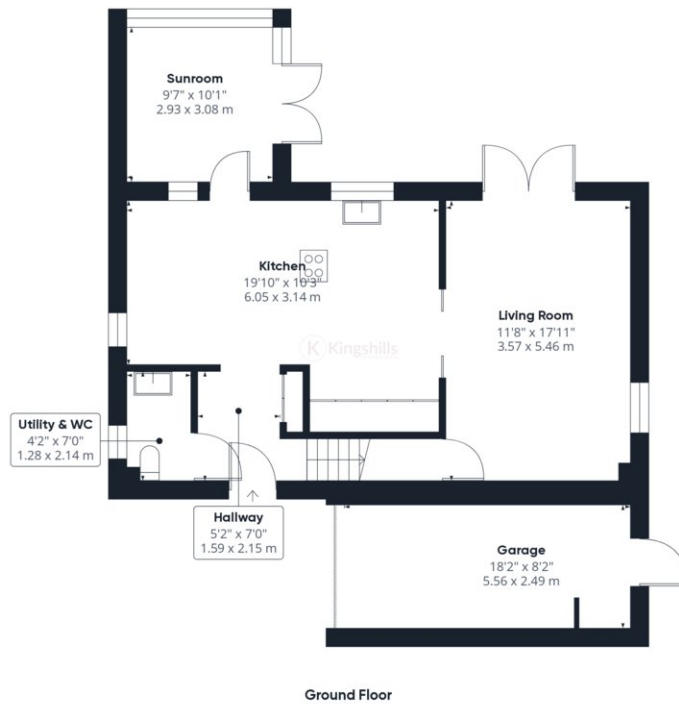 Sunroom
9'7" x 10'1"
2.93 x 3.08 m
Kitchen
19'10" x 10'3"
6.05 x 3.14 m
Living Room
11'8" x 17'11"
3.57 x 5.46 m
K Kingshills
Utility & WC
4'2" x 7'0"
1.28 x 2.14 m
Hallway
5'2" x 7'0"
1.59 x 2.15 m
Garage
18'2" x 8'2"
5.56 x 2.49 m
Ground Floor